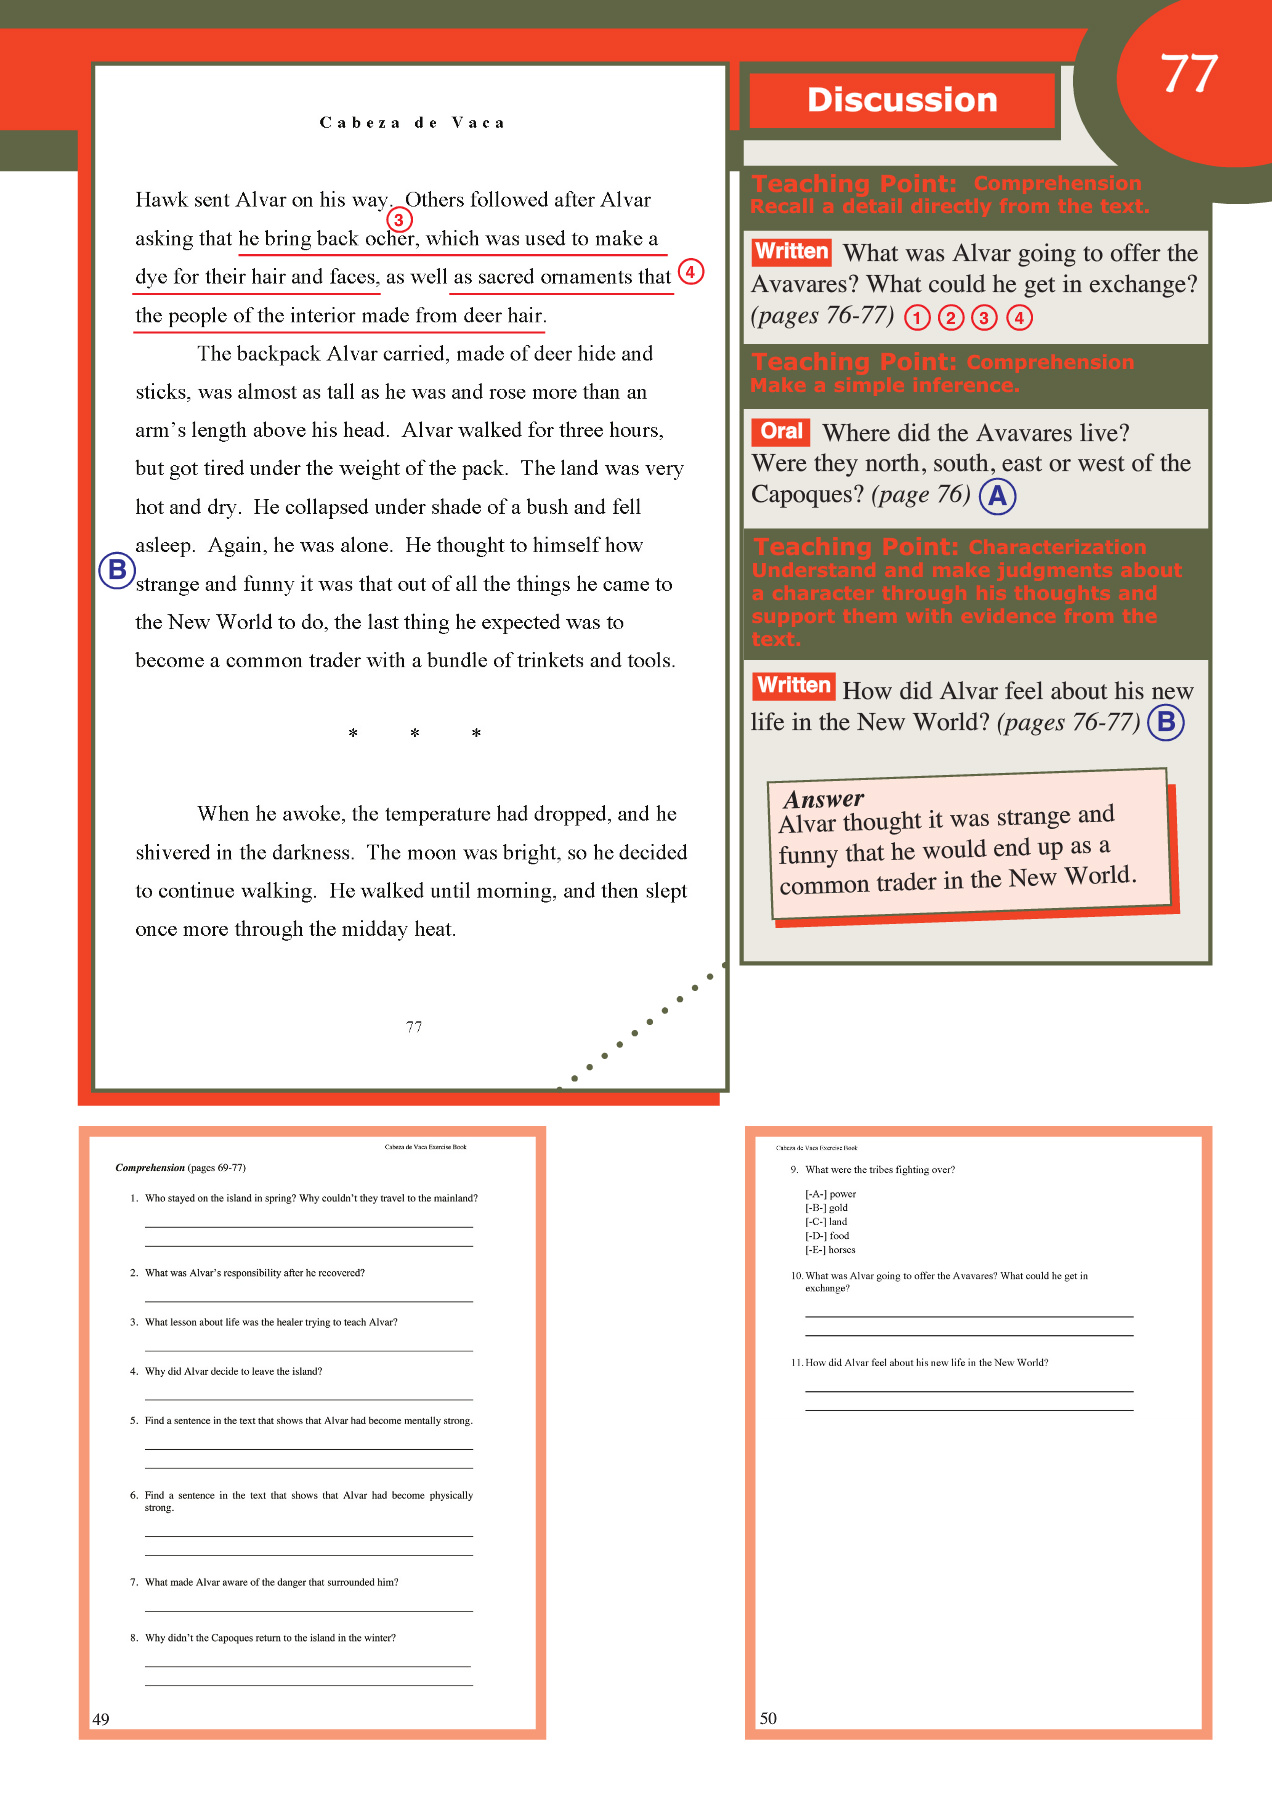 77
Cabeza de Vaca
Hawk sent Alvar on his way.  Others followed after Alvar
3
asking that he bring back ocher, which was used to make a
dye for their hair and faces, as well as sacred ornaments that 4
the people of the interior made from deer hair.
The backpack Alvar carried, made of deer hide and
sticks, was almost as tall as he was and rose more than an
arm's length above his head.  Alvar walked for three hours,
but got tired under the weight of the pack.  The land was very
hot and dry.  He collapsed under shade of a bush and fell
asleep.  Again, he was alone.  He thought to himself how
B
strange and funny it was that out of all the things he came to
the New World to do, the last thing he expected was to
become a common trader with a bundle of trinkets and tools.
* * *
When he awoke, the temperature had dropped, and he
shivered in the darkness.  The moon was bright, so he decided
to continue walking.  He walked until morning, and then slept
once more through the midday heat.
77
Discussion
Teaching Point: Comprehension
Recall a detail directly from the text.
Written What was Alvar going to offer the
Avavares? What could he get in exchange?
(pages 76-77) 1 2 3 4
Teaching Point: Comprehension
Make a simple inference.
Oral Where did the Avavares live?
Were they north, south, east or west of the
Capoques? (page 76) A
Teaching Point: Characterization
Understand and make judgments about
a character through his thoughts and
support them with evidence from the
text.
Written How did Alvar feel about his new
life in the New World? (pages 76-77) B
Answer
Alvar thought it was strange and
funny that he would end up as a
common trader in the New World.
Cabeza de Vaca Exercise Book
Comprehension (pages 69-77)
1. Who stayed on the island in spring? Why couldn't they travel to the mainland?
2. What was Alvar's responsibility after he recovered?
3. What lesson about life was the healer trying to teach Alvar?
4. Why did Alvar decide to leave the island?
5. Find a sentence in the text that shows that Alvar had become mentally strong.
6. Find a sentence in the text that shows that Alvar had become physically
strong.
7. What made Alvar aware of the danger that surrounded him?
8. Why didn't the Capoques return to the island in the winter?
49
Cabeza de Vaca Exercise Book
9. What were the tribes fighting over?
[-A-] power
[-B-] gold
[-C-] land
[-D-] food
[-E-] horses
10. What was Alvar going to offer the Avavares? What could he get in
exchange?
11. How did Alvar feel about his new life in the New World?
50